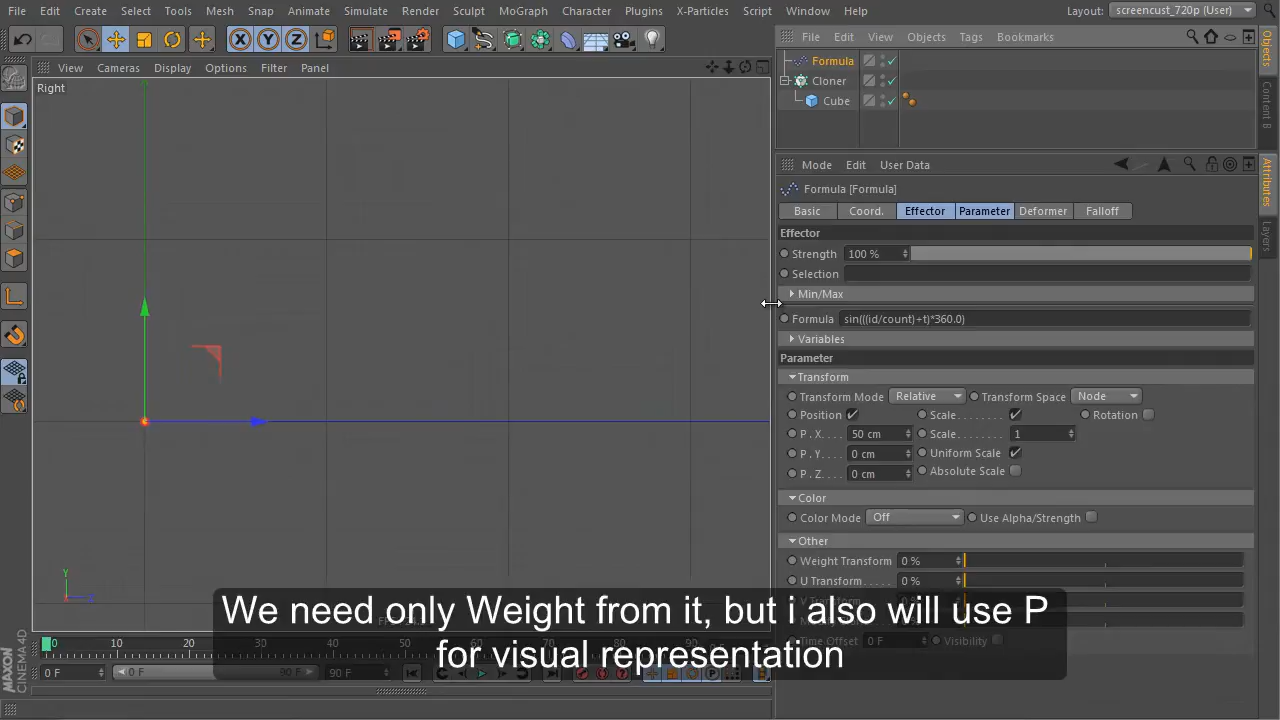 File Edit Create Select Tools Mesh Snap Animate Simulate Render Sculpt MoGraph Character Plugins X-Particles Script Window Help
Layout: screencust_720p (User)
X Y Z
File Edit View Objects Tags Bookmarks
View Cameras Display Options Filter Panel
Right
Y
Formula
Cloner
Cube
Objects
Content B
Attributes
Layers
Mode Edit User Data
Formula [Formula]
Basic Coord. Effector Parameter Deformer Falloff
Effector
Strength 100 %
Selection
Min/Max
Formula sin(((id/count)+t)*360.0)
Variables
Parameter
Transform
Transform Mode Relative Transform Space Node
Position Scale Rotation
P . X 50 cm Scale 1
P . Y 0 cm Uniform Scale
P . Z 0 cm Absolute Scale
Color
Color Mode Off Use Alpha/Strength
Other
Weight Transform 0 %
U Transform 0 %
Time Offset 0 F Visibility
Y
We need only Weight from it, but i also will use P
for visual representation
0 10 20 30 40 50 60 70 80 90
0 F 0 F 90 F 90 F
MAXON
CINEMA4D